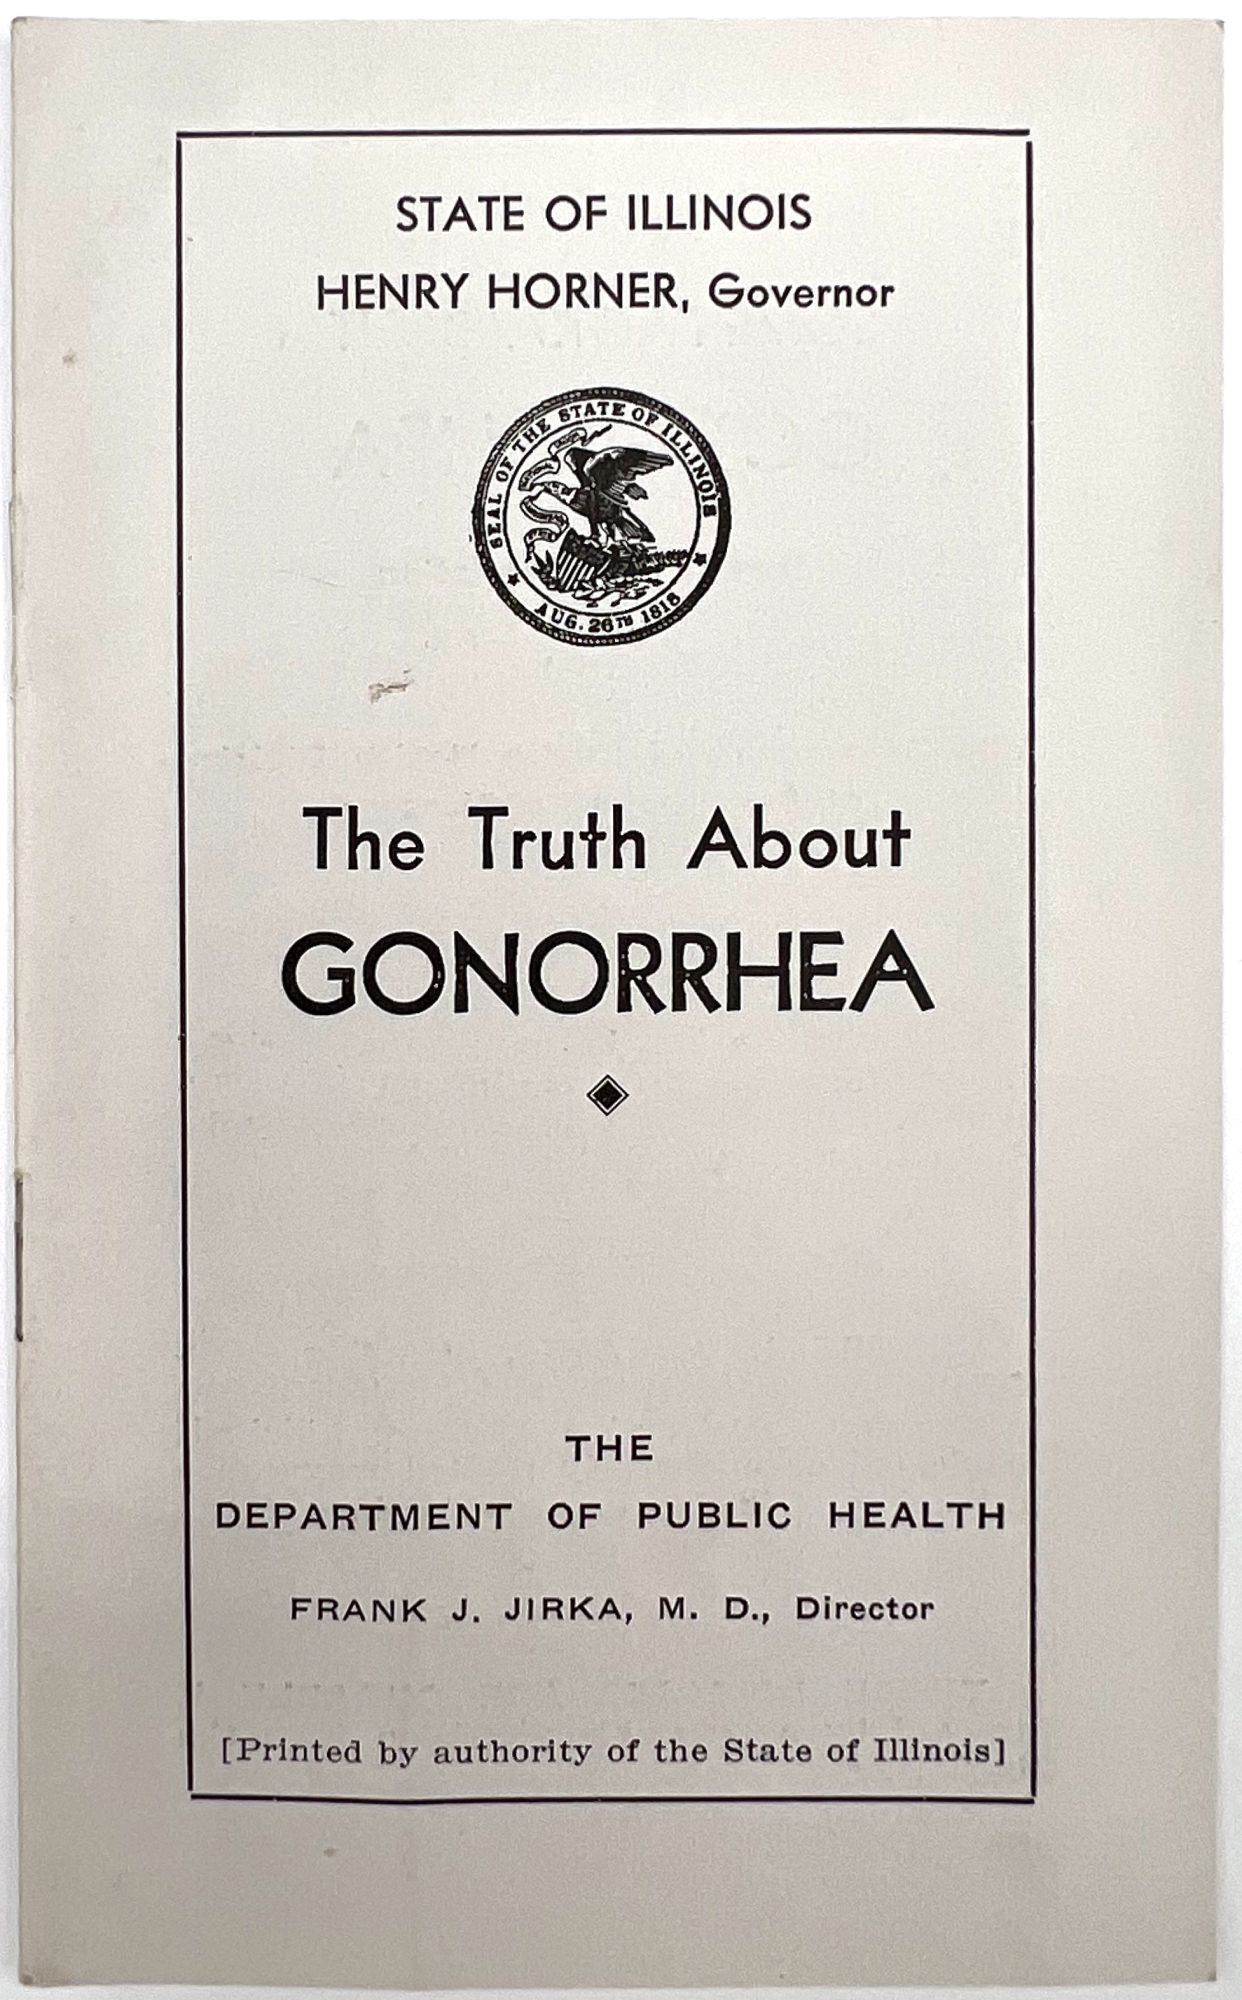 STATE OF ILLINOIS
HENRY HORNER, Governor
SEAL OF THE STATE OF ILLINOIS
AUG. 26TH 1818
The Truth About
GONORRHEA
THE
DEPARTMENT OF PUBLIC HEALTH
FRANK J. JIRKA, M. D., Director
[Printed by authority of the State of Illinois]